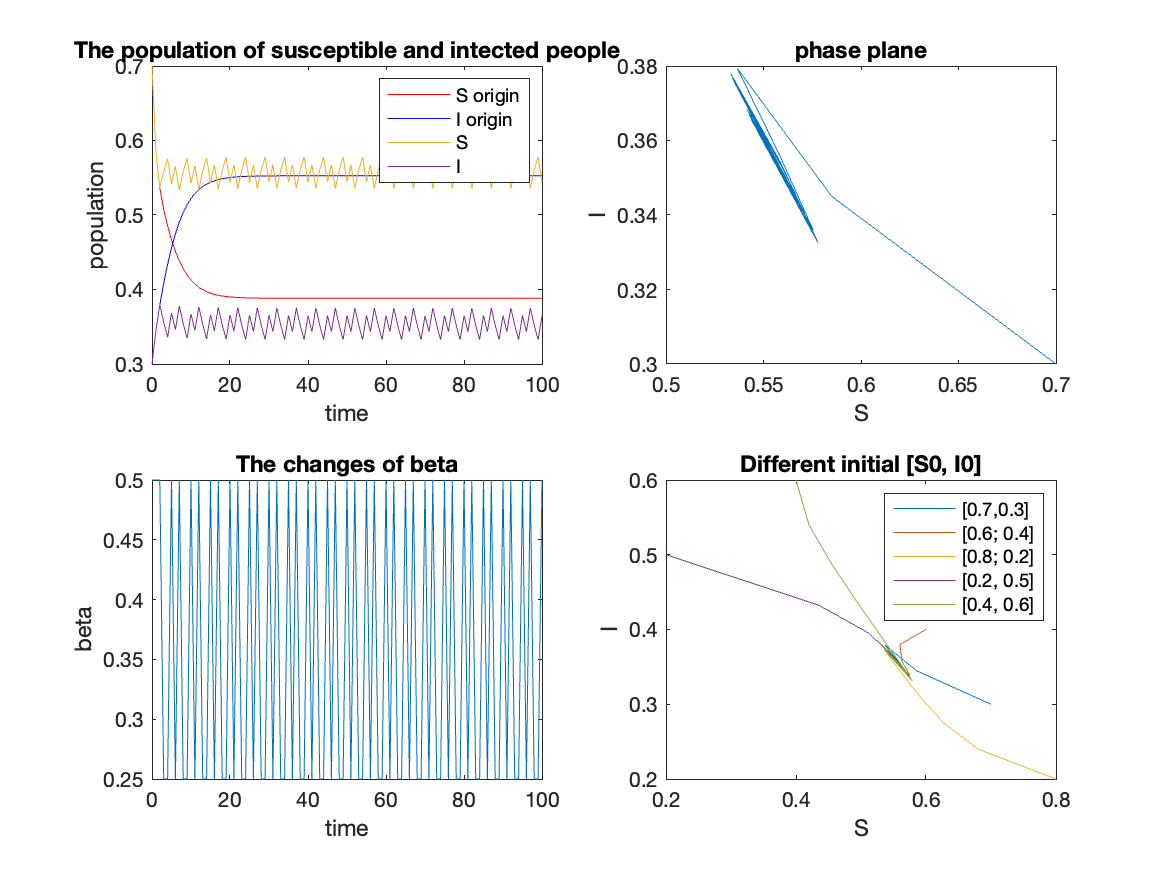 The population of susceptible and intected people
0.7
0.6
0.5
0.4
0.3
population
0
20
40
60
80
100
time
S origin
I origin
S
I
phase plane
0.38
0.36
0.34
0.32
0.3
I
0.5
0.55
0.6
0.65
0.7
S
The changes of beta
0.5
0.45
0.4
0.35
0.3
0.25
beta
0
20
40
60
80
100
time
Different initial [S0, I0]
0.6
0.5
0.4
0.3
0.2
I
0.2
0.4
0.6
0.8
S
[0.7,0.3]
[0.6; 0.4]
[0.8; 0.2]
[0.2, 0.5]
[0.4, 0.6]